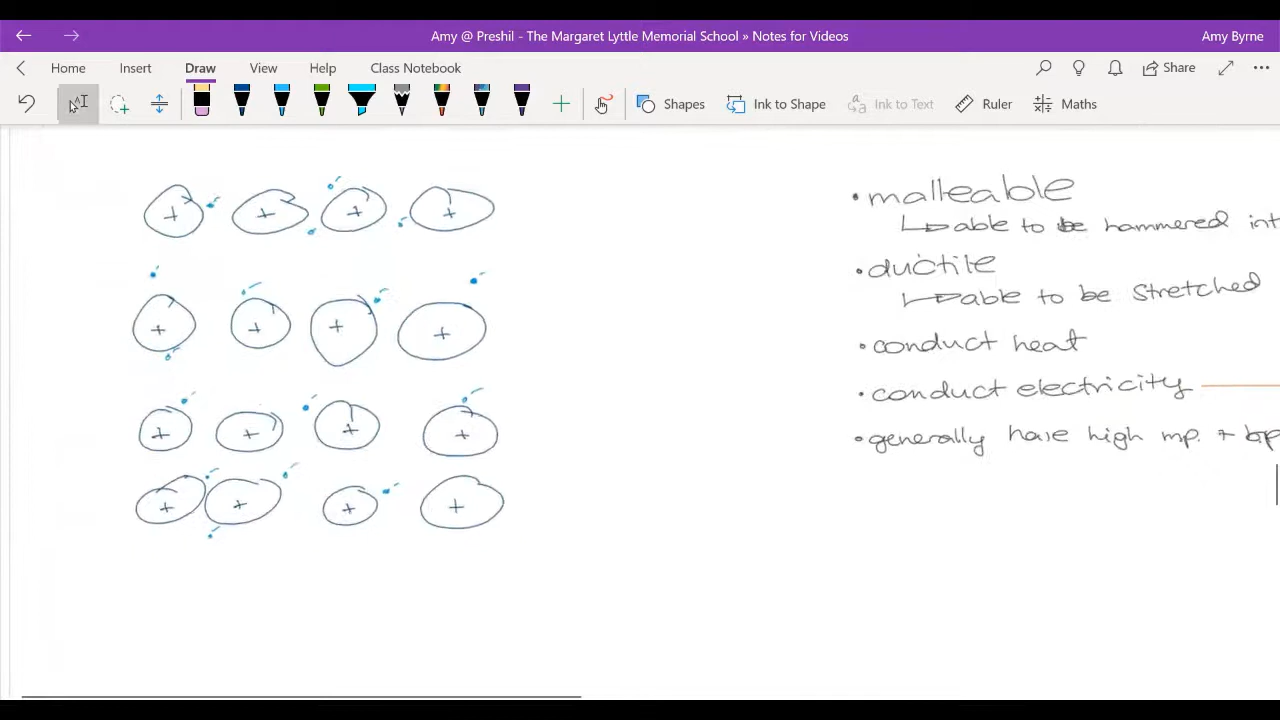 Amy @ Preshil - The Margaret Lyttle Memorial School » Notes for Videos
Amy Byrne
Home Insert Draw View Help Class Notebook
Share
Shapes Ink to Shape Ink to Text Ruler Maths
+ + + +
+ + + +
+ + + +
+ + + +
• malleable
able to be hammered int
• ductile
able to be stretched
• conduct heat
• conduct electricity
• generally have high mp. + bp